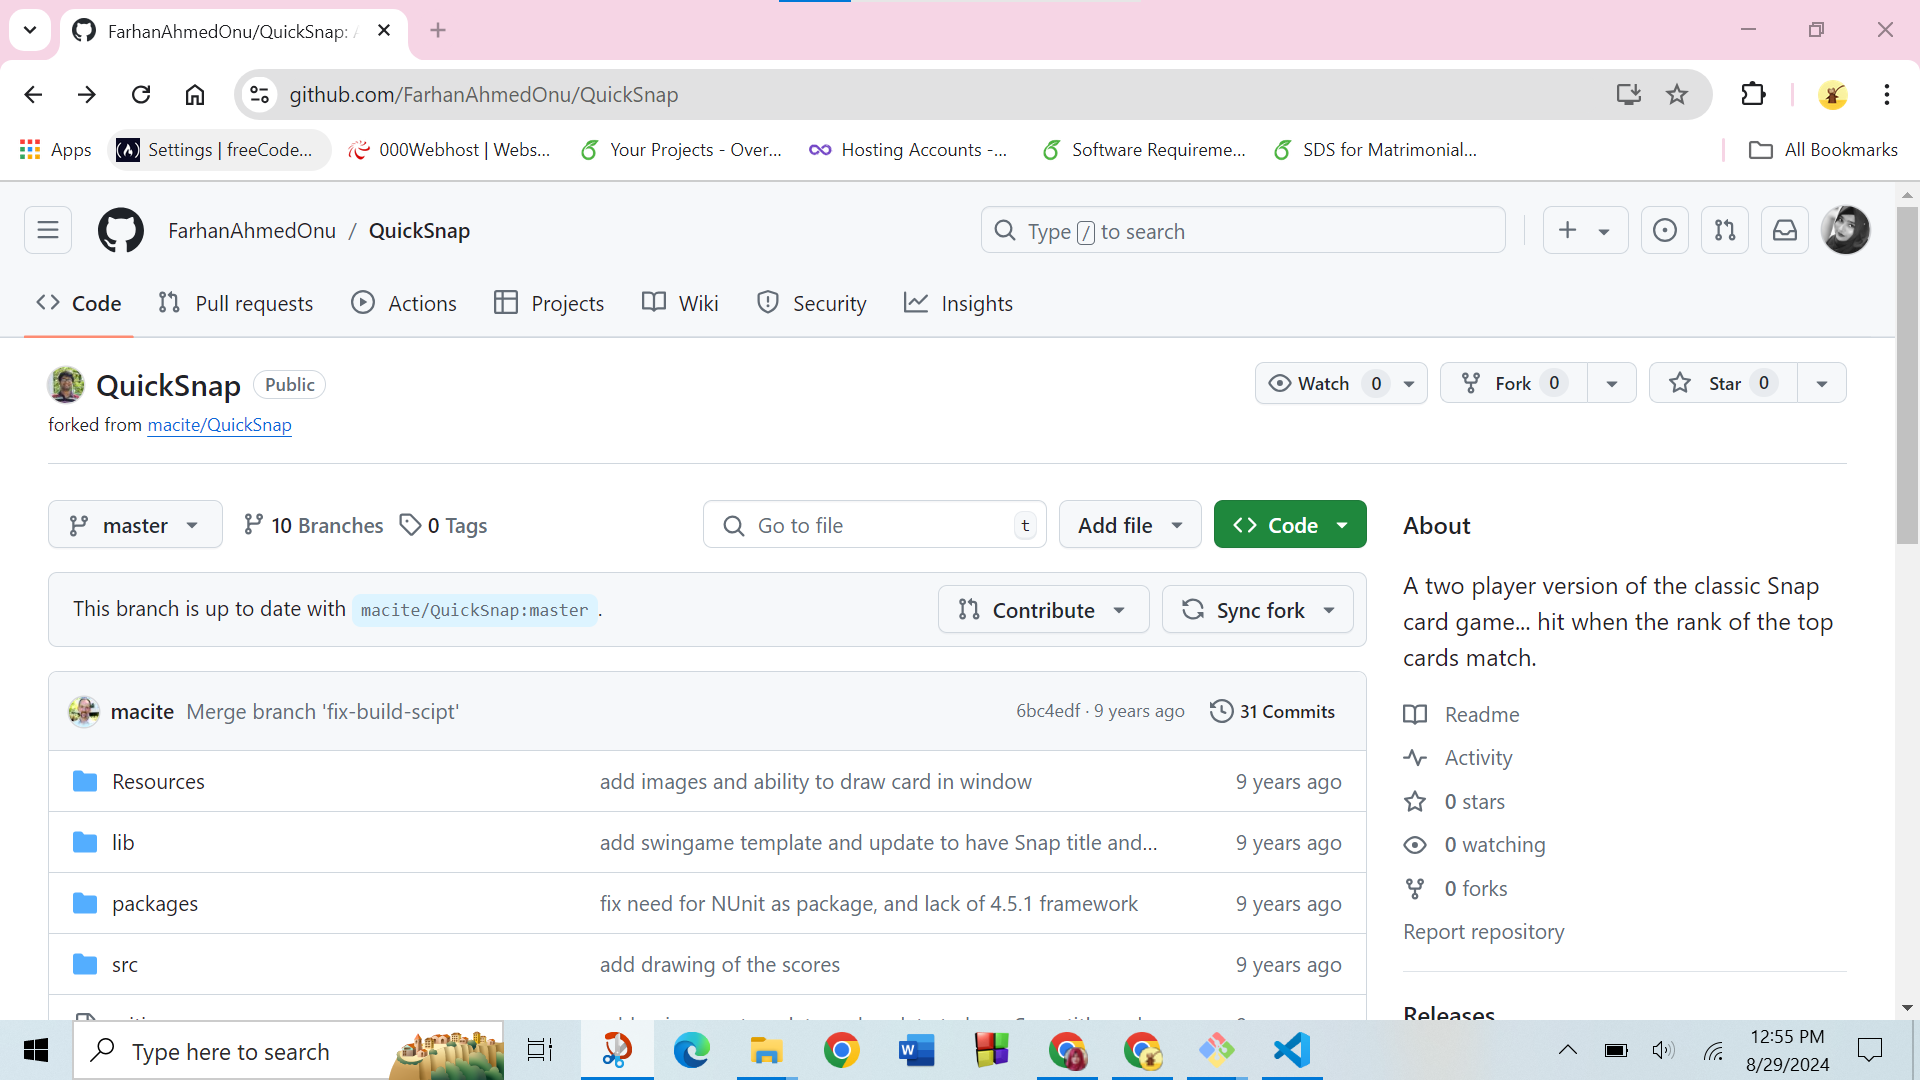 FarhanAhmedOnu/QuickSnap:
github.com/FarhanAhmedOnu/QuickSnap
Apps
Settings | freeCode...
000Webhost | Webs...
Your Projects - Over...
Hosting Accounts -...
Software Requireme...
SDS for Matrimonial...
All Bookmarks
FarhanAhmedOnu / QuickSnap
Type / to search
Code
Pull requests
Actions
Projects
Wiki
Security
Insights
QuickSnap
Public
Watch 0
Fork 0
Star 0
forked from macite/QuickSnap
master
10 Branches
0 Tags
Go to file
t
Add file
Code
About
This branch is up to date with macite/QuickSnap:master.
Contribute
Sync fork
A two player version of the classic Snap
card game... hit when the rank of the top
cards match.
macite Merge branch 'fix-build-scipt'
6bc4edf · 9 years ago
31 Commits
Readme
Activity
0 stars
0 watching
0 forks
Report repository
Resources
add images and ability to draw card in window
9 years ago
lib
add swingame template and update to have Snap title and...
9 years ago
packages
fix need for NUnit as package, and lack of 4.5.1 framework
9 years ago
src
add drawing of the scores
9 years ago
Releases
Type here to search
12:55 PM
8/29/2024